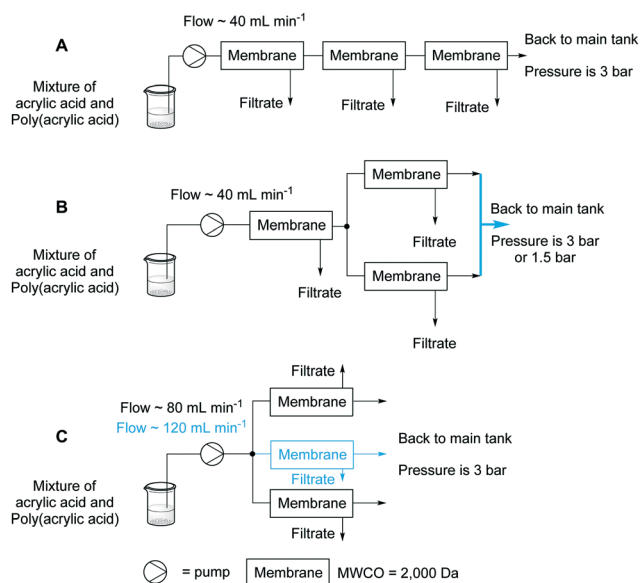 Flow ~ 40 mL min⁻¹
A
Mixture of
acrylic acid and
Poly(acrylic acid)
Membrane
Membrane
Membrane
Filtrate
Filtrate
Filtrate
Back to main tank
Pressure is 3 bar
Flow ~ 40 mL min⁻¹
B
Mixture of
acrylic acid and
Poly(acrylic acid)
Membrane
Filtrate
Membrane
Filtrate
Membrane
Filtrate
Back to main tank
Pressure is 3 bar
or 1.5 bar
Flow ~ 80 mL min⁻¹
Flow ~ 120 mL min⁻¹
C
Mixture of
acrylic acid and
Poly(acrylic acid)
Filtrate
Membrane
Membrane
Filtrate
Membrane
Filtrate
Back to main tank
Pressure is 3 bar
= pump
Membrane
MWCO = 2,000 Da